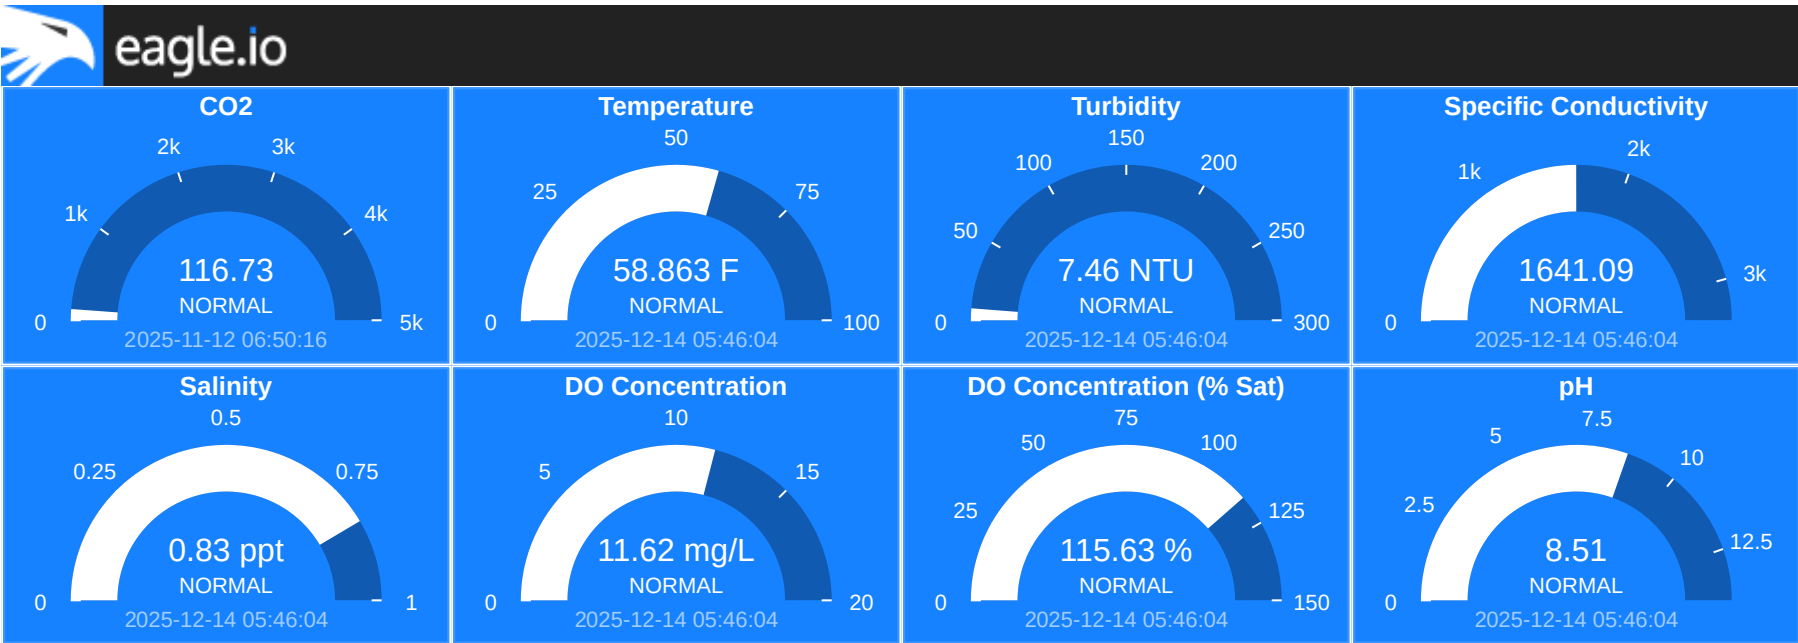 eagle.io
CO2
0
1k
2k
3k
4k
5k
116.73
NORMAL
2025-11-12 06:50:16
Temperature
0
25
50
75
100
58.863 F
NORMAL
2025-12-14 05:46:04
Turbidity
0
50
100
150
200
250
300
7.46 NTU
NORMAL
2025-12-14 05:46:04
Specific Conductivity
0
1k
2k
3k
1641.09
NORMAL
2025-12-14 05:46:04
Salinity
0
0.25
0.5
0.75
1
0.83 ppt
NORMAL
2025-12-14 05:46:04
DO Concentration
0
5
10
15
20
11.62 mg/L
NORMAL
2025-12-14 05:46:04
DO Concentration (% Sat)
0
25
50
75
100
125
150
115.63 %
NORMAL
2025-12-14 05:46:04
pH
0
2.5
5
7.5
10
12.5
8.51
NORMAL
2025-12-14 05:46:04